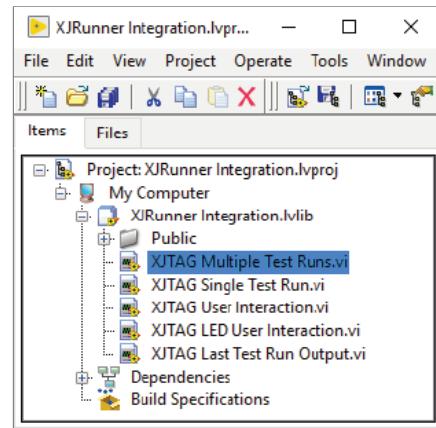 XJRunner Integration.lvpr...
File Edit View Project Operate Tools Window
Items Files
Project: XJRunner Integration.lvproj
My Computer
XJRunner Integration.lvlib
Public
XJTAG Multiple Test Runs.vi
XJTAG Single Test Run.vi
XJTAG User Interaction.vi
XJTAG LED User Interaction.vi
XJTAG Last Test Run Output.vi
Dependencies
Build Specifications